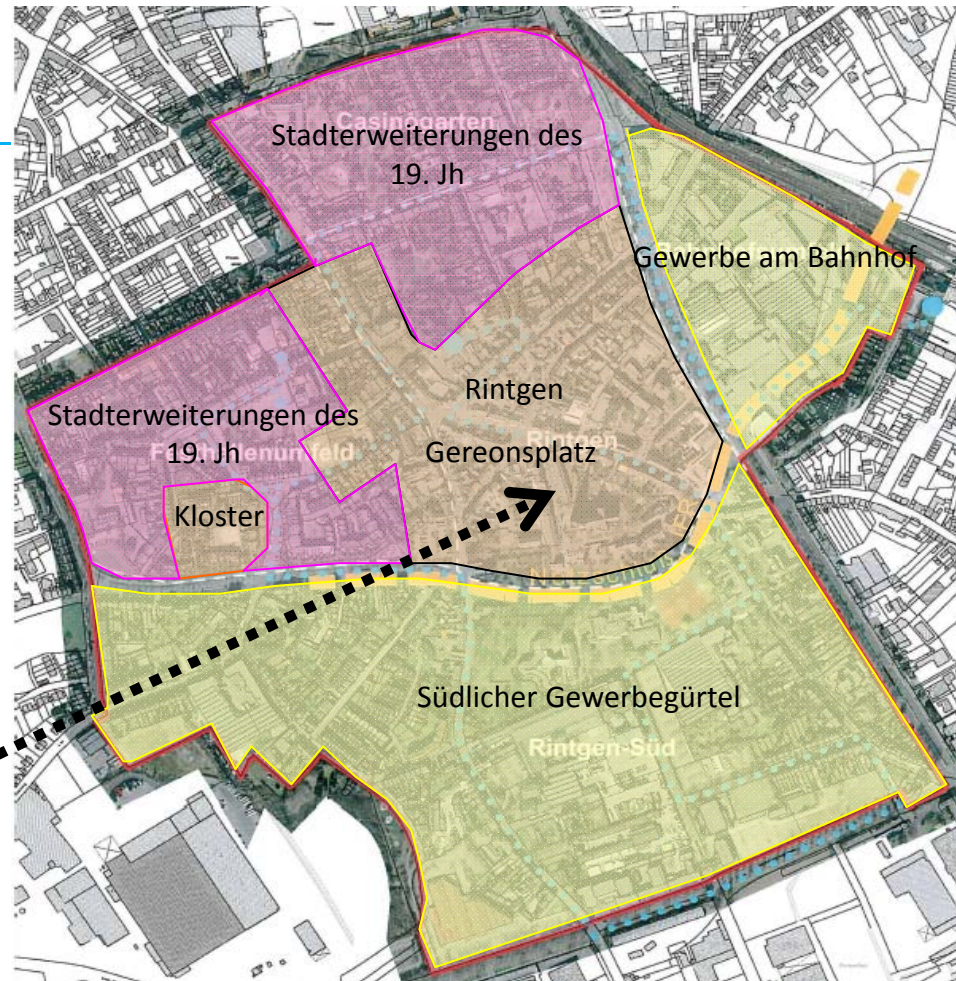 Casinogarten
Stadterweiterungen des
19. Jh
Gewerbe am Bahnhof
Rintgen
Stadterweiterungen des
19. Jh
Gereonsplatz
Kloster
Südlicher Gewerbegürtel
Rintgen-Süd